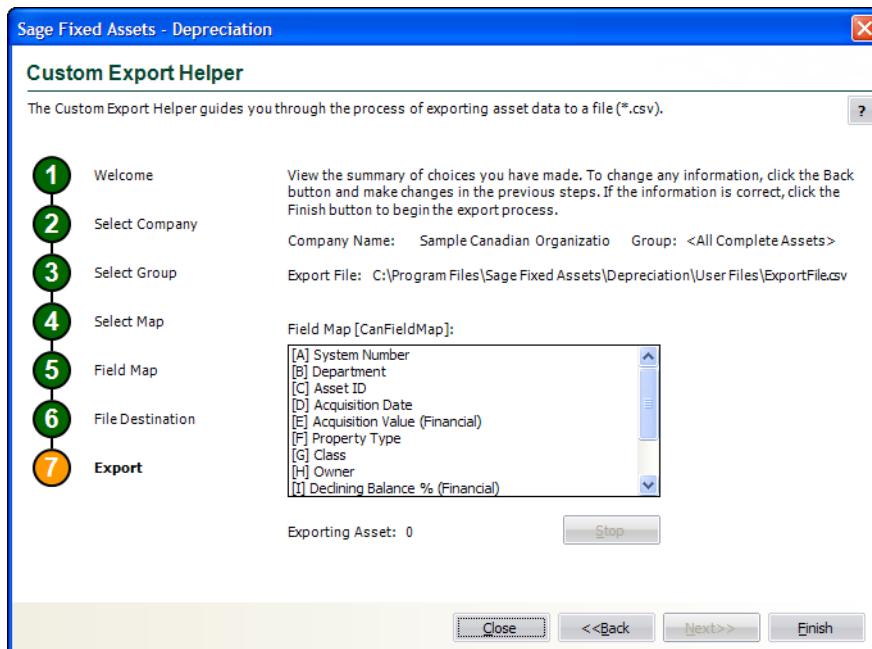 Sage Fixed Assets - Depreciation
Custom Export Helper
The Custom Export Helper guides you through the process of exporting asset data to a file (*.csv).
?
1 Welcome
2 Select Company
3 Select Group
4 Select Map
5 Field Map
6 File Destination
7 Export
View the summary of choices you have made. To change any information, click the Back
button and make changes in the previous steps. If the information is correct, click the
Finish button to begin the export process.
Company Name: Sample Canadian Organizatio Group: <All Complete Assets>
Export File: C:\Program Files\Sage Fixed Assets\Depreciation\User Files\ExportFile.csv
Field Map [CanFieldMap]:
[A] System Number
[B] Department
[C] Asset ID
[D] Acquisition Date
[E] Acquisition Value (Financial)
[F] Property Type
[G] Class
[H] Owner
[I] Declining Balance % (Financial)
Exporting Asset: 0
Stop
Close <<Back Next>> Finish